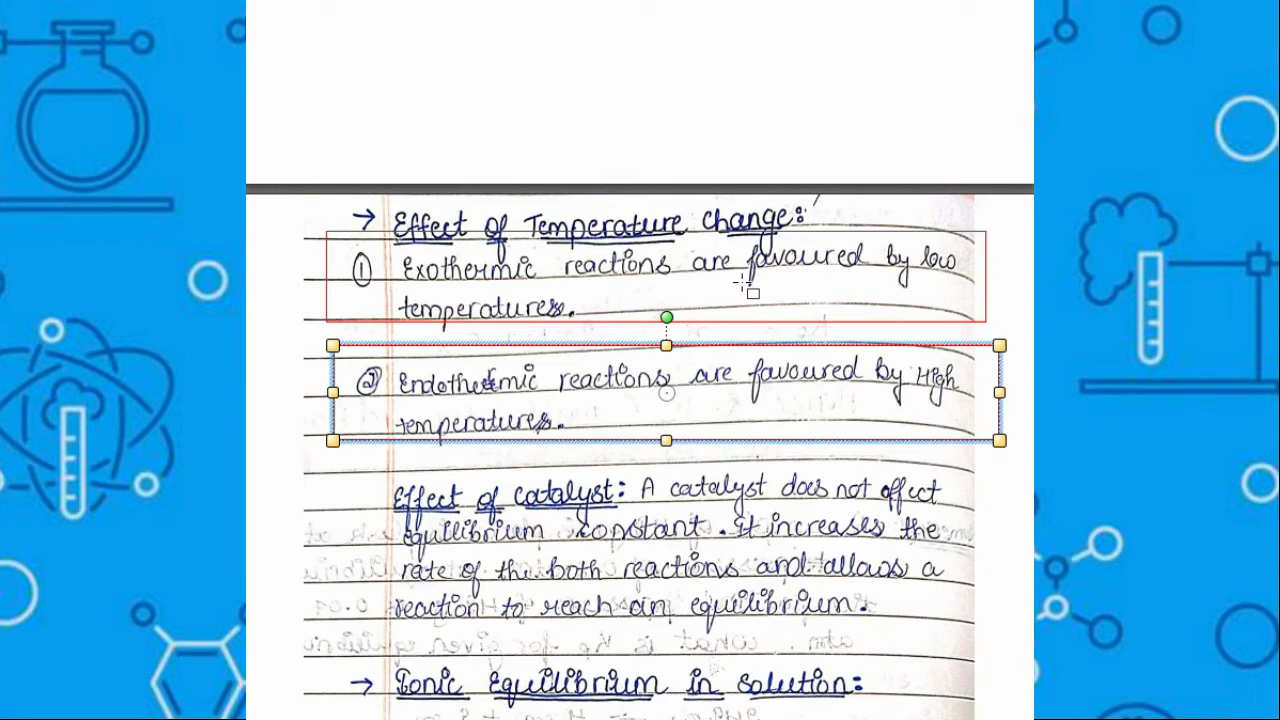 → Effect of Temperature change:
① Exothermic reactions are favoured by low
temperatures.
② Endothermic reactions are favoured by High
temperatures.
Effect of catalyst: A catalyst does not affect
equilibrium constant. It increases the
rate of the both reactions and allows a
reaction to reach an equilibrium.
→ Ionic Equilibrium in Solution: